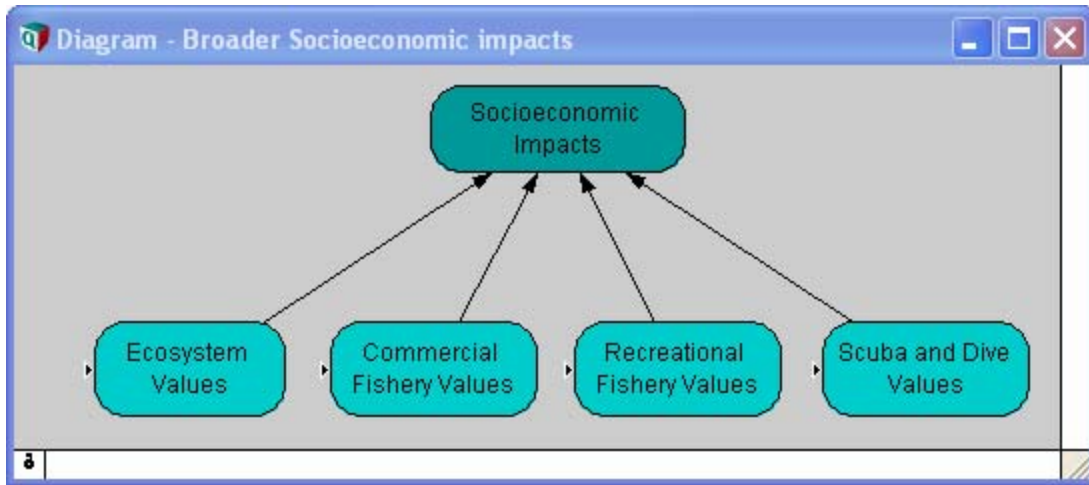 Diagram - Broader Socioeconomic impacts
Socioeconomic
Impacts
Ecosystem
Values
Commercial
Fishery Values
Recreational
Fishery Values
Scuba and Dive
Values